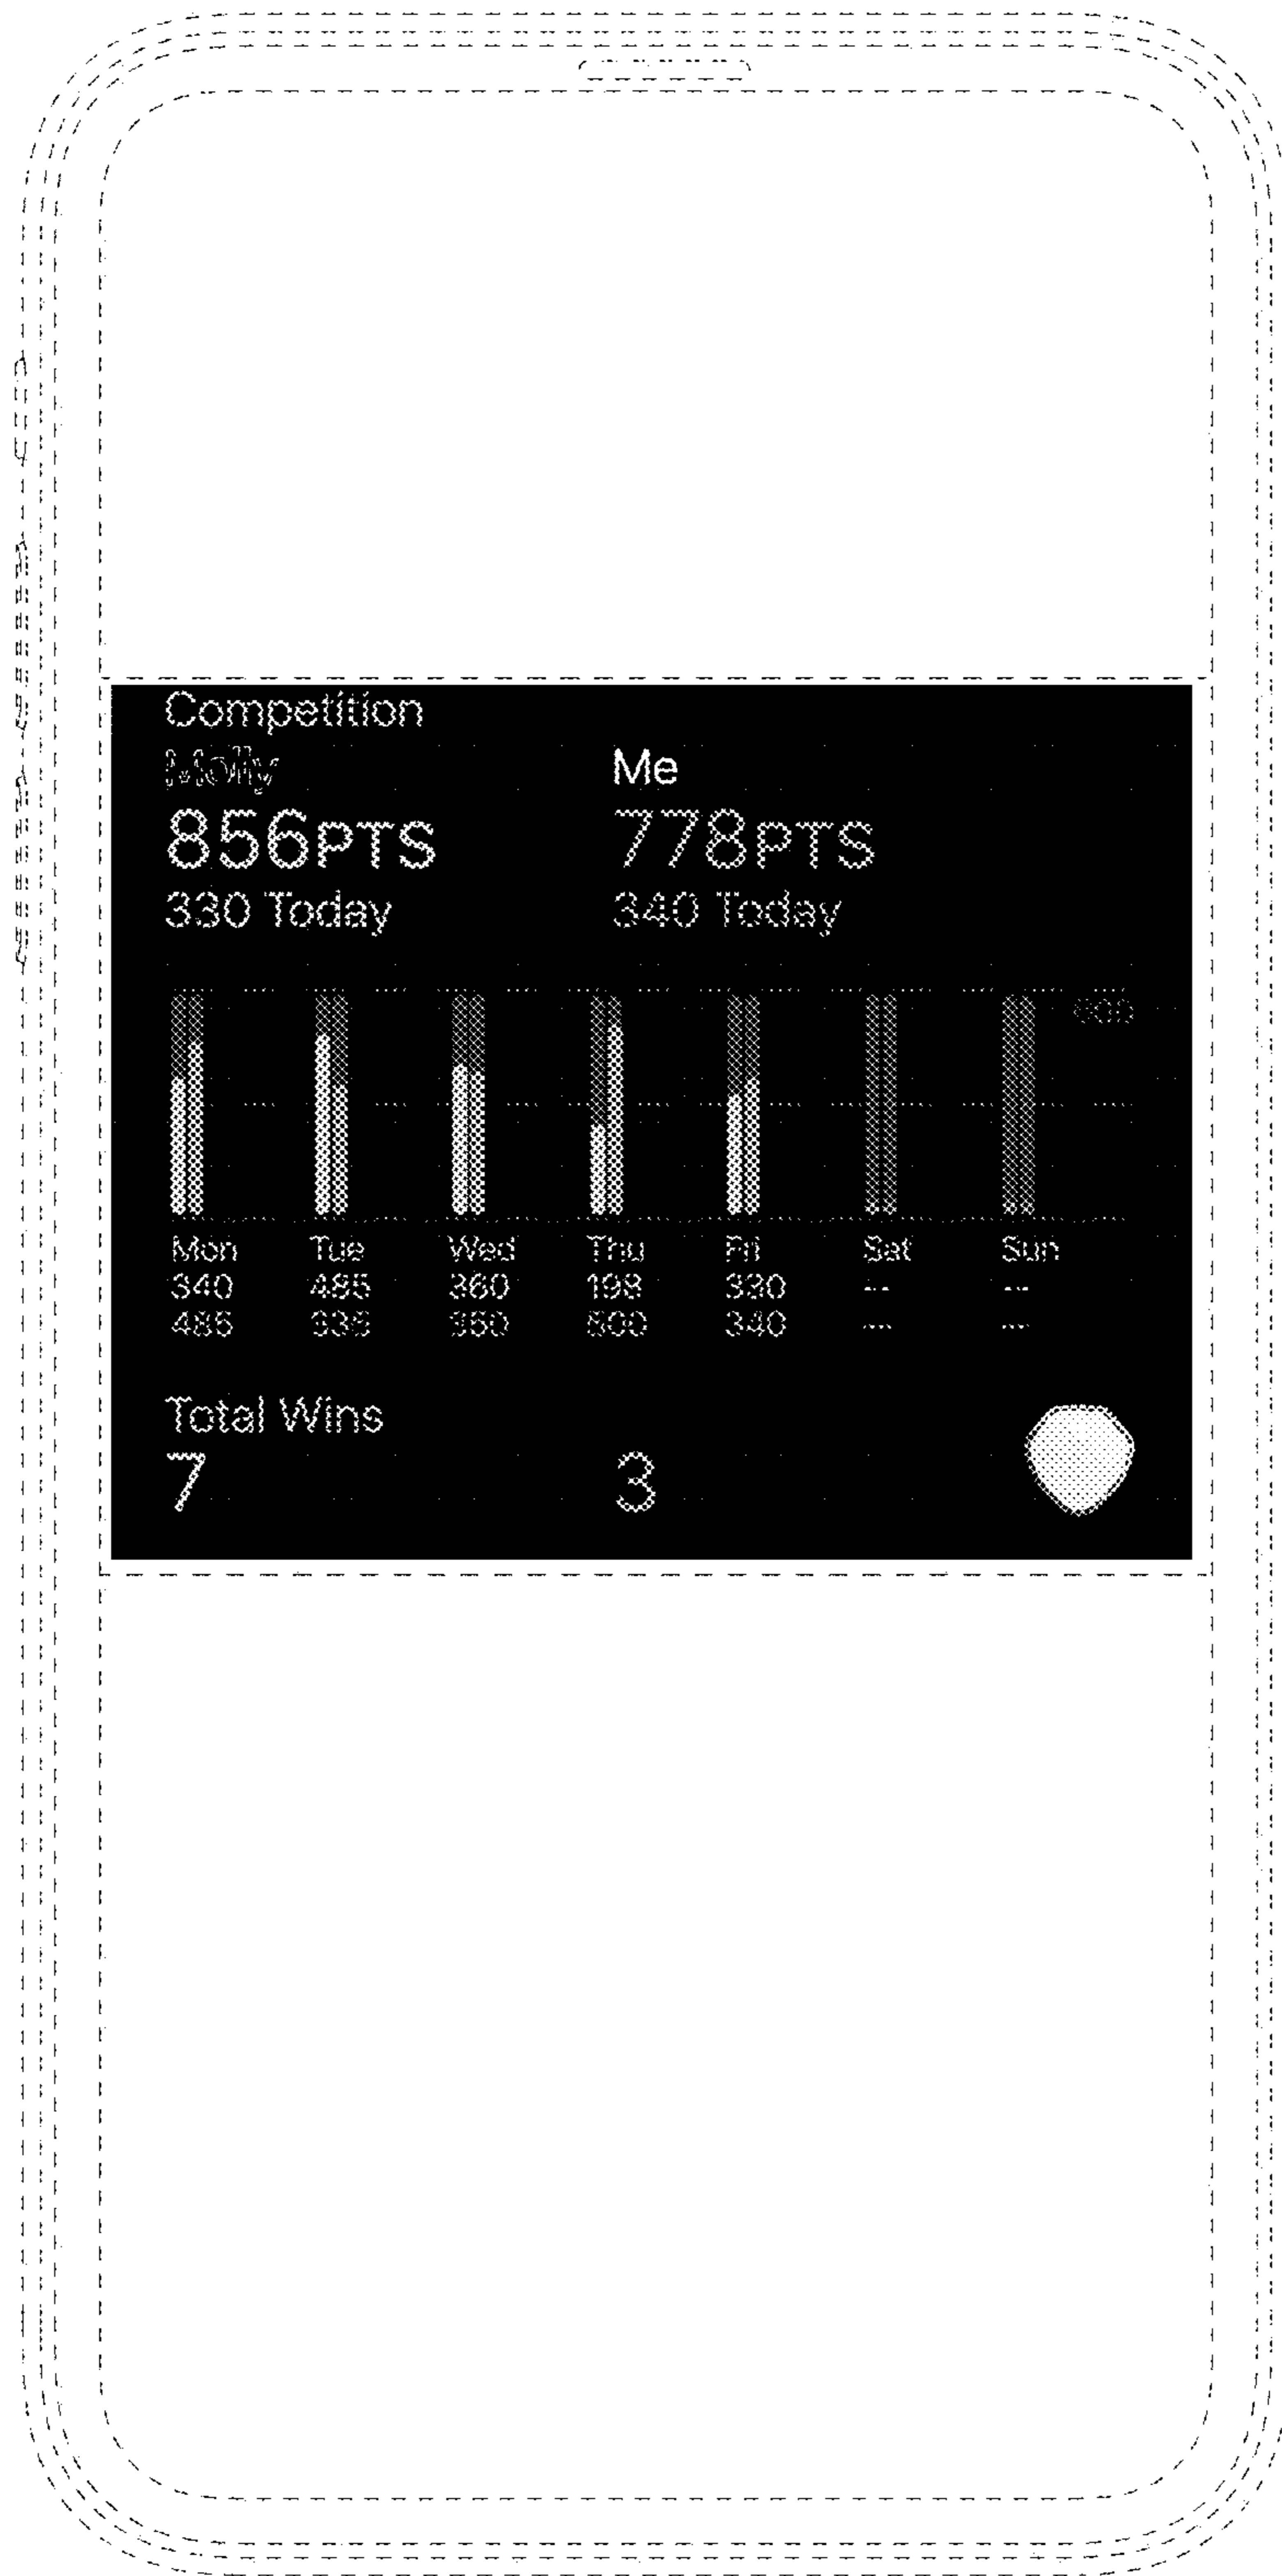 Competition
Molly Me
856PTS 778PTS
330 Today 340 Today
600
Mon Tue Wed Thu Fri Sat Sun
340 485 360 198 330 -- --
485 335 350 500 340 -- --
Total Wins
7 3